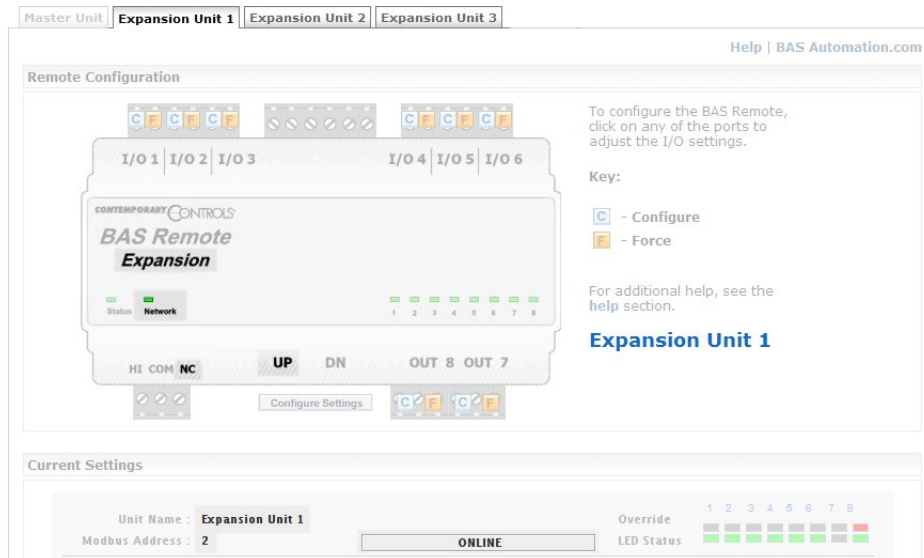 Master Unit Expansion Unit 1 Expansion Unit 2 Expansion Unit 3
Help | BAS Automation.com
Remote Configuration
C F C F C F C F C F C F
I/O 1 I/O 2 I/O 3 I/O 4 I/O 5 I/O 6
CONTEMPORARY CONTROLS
BAS Remote
Expansion
Status Network 1 2 3 4 5 6 7 8
HI COM NC UP DN OUT 8 OUT 7
Configure Settings C F C F
To configure the BAS Remote,
click on any of the ports to
adjust the I/O settings.
Key:
C - Configure
F - Force
For additional help, see the
help section.
Expansion Unit 1
Current Settings
Unit Name : Expansion Unit 1
Modbus Address : 2
ONLINE
1 2 3 4 5 6 7 8
Override
LED Status